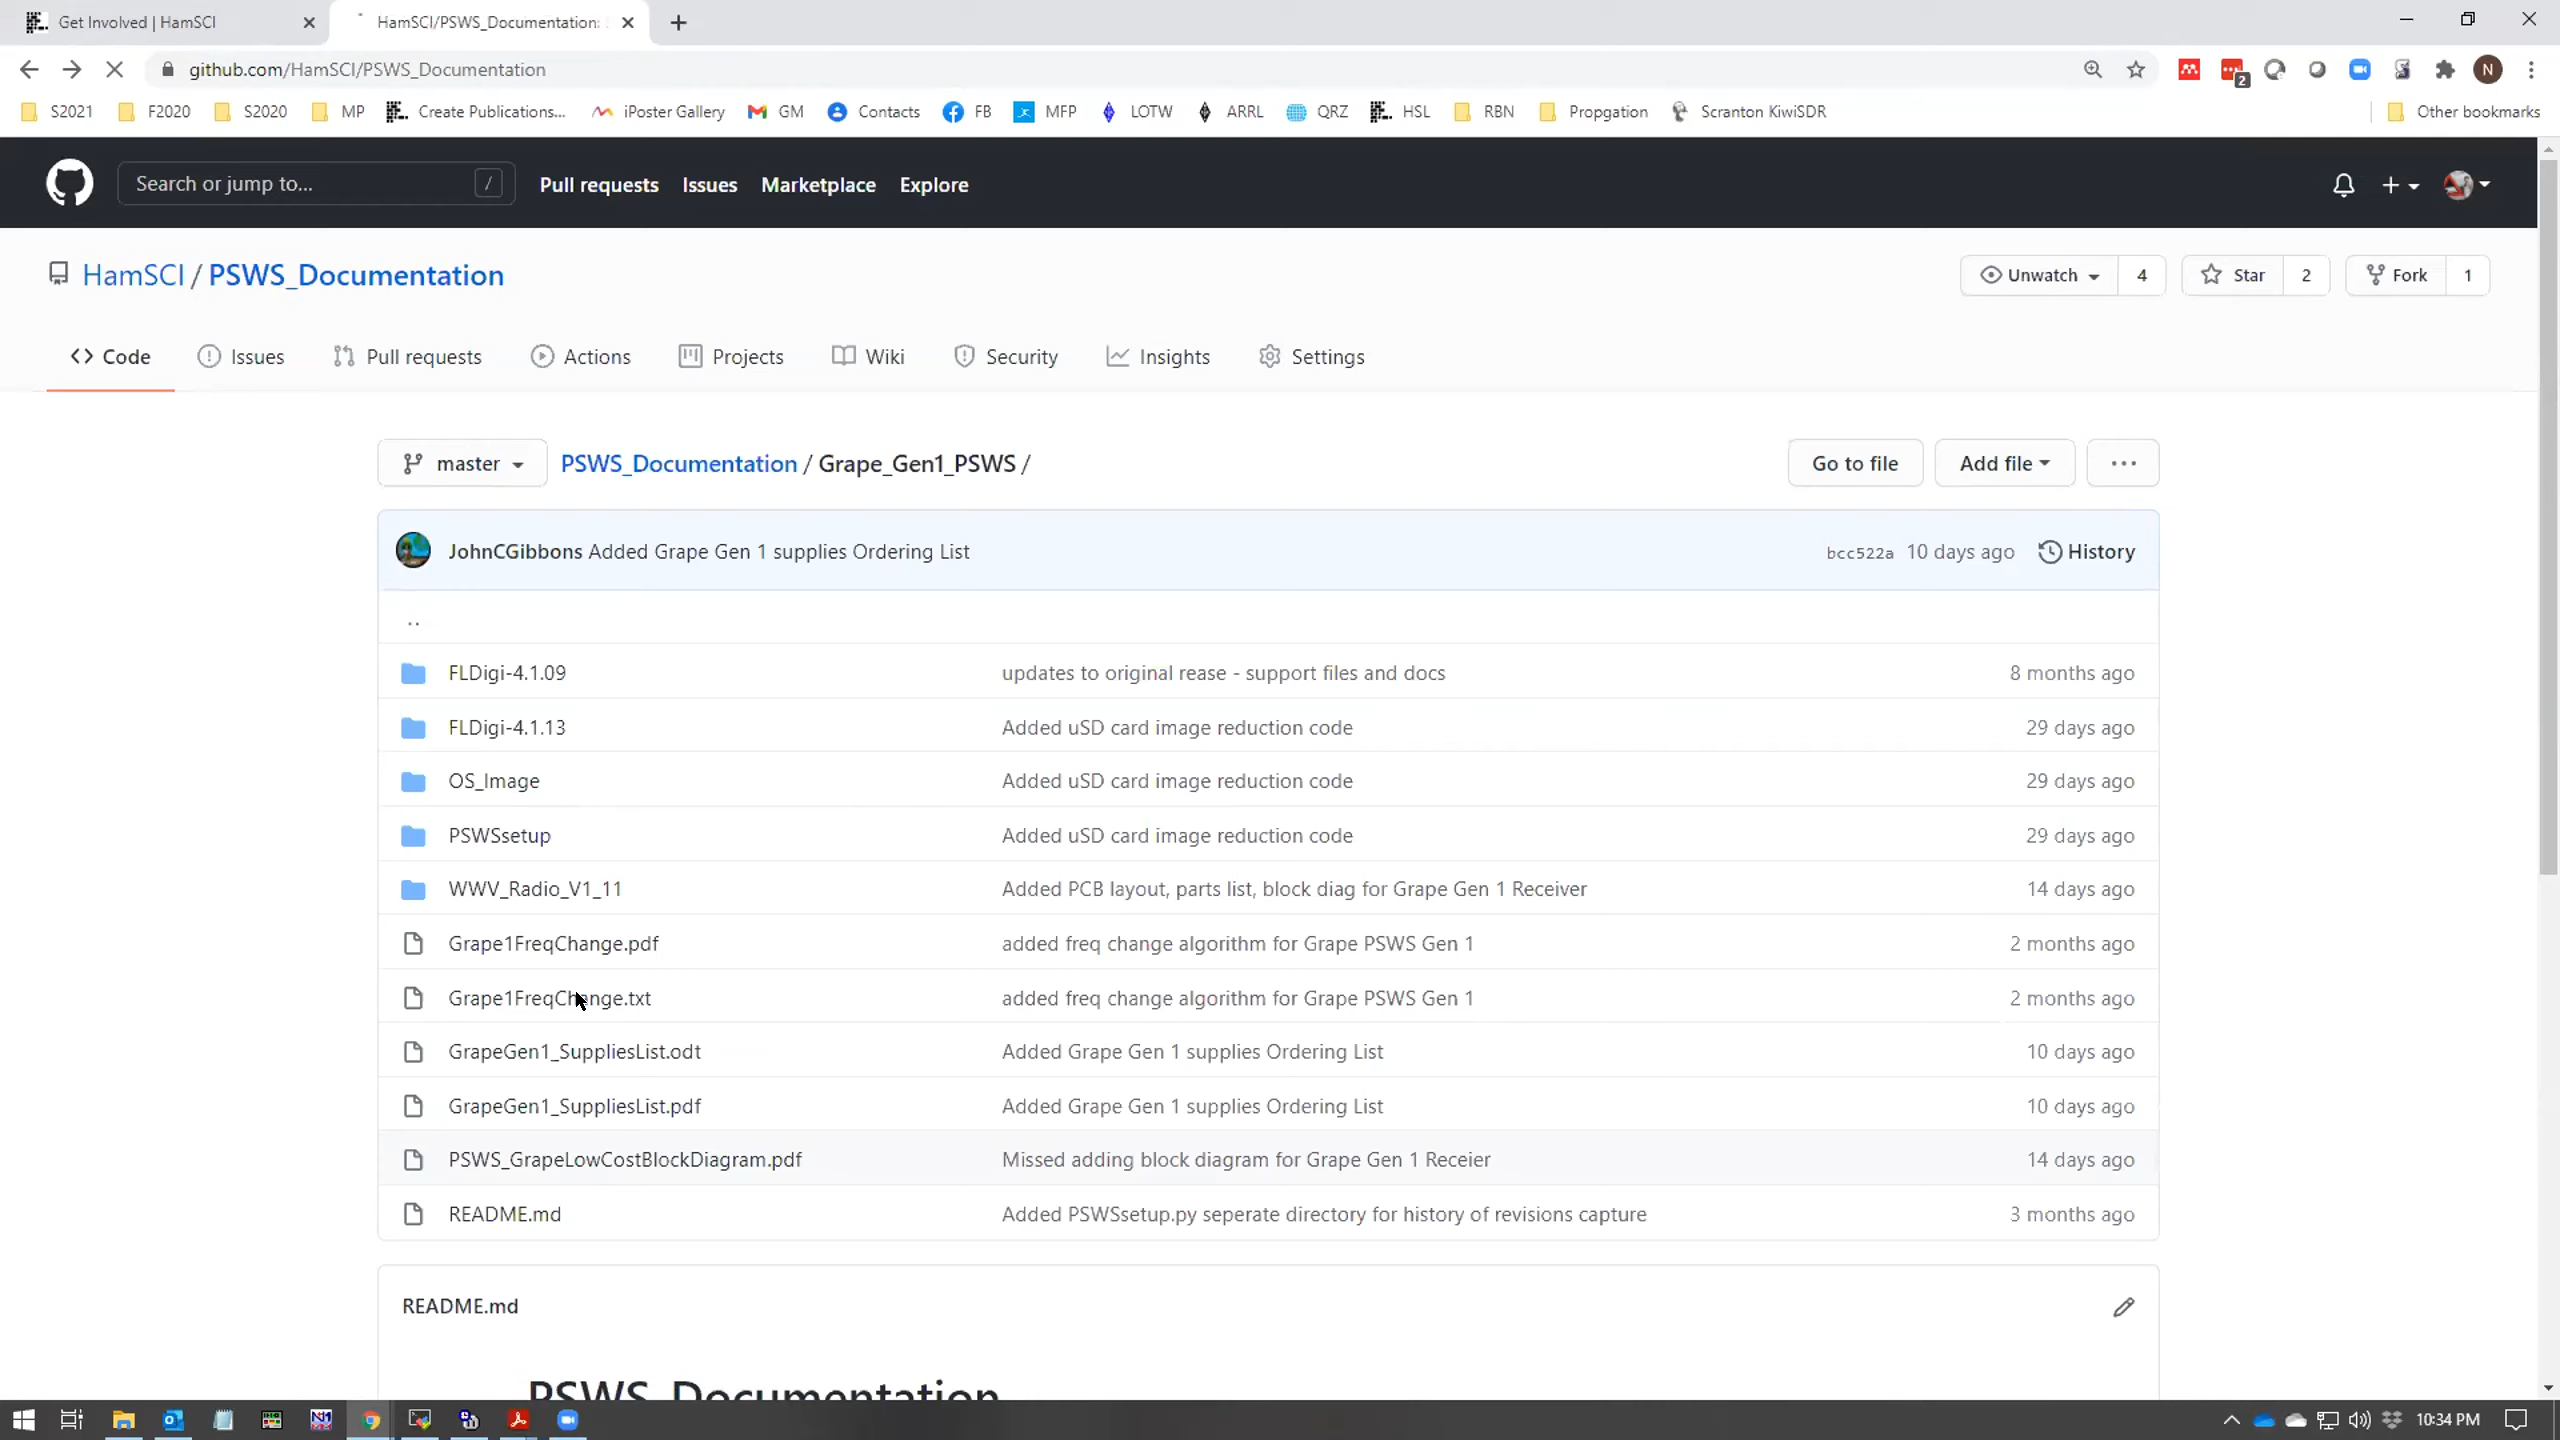 Get Involved | HamSCI
HamSCI/PSWS_Documentation:
github.com/HamSCI/PSWS_Documentation
2
N
S2021
F2020
S2020
MP
Create Publications...
iPoster Gallery
GM
Contacts
FB
MFP
LOTW
ARRL
QRZ
HSL
RBN
Propgation
Scranton KiwiSDR
Other bookmarks
Search or jump to...
/
Pull requests
Issues
Marketplace
Explore
HamSCI / PSWS_Documentation
Unwatch 4
Star 2
Fork 1
Code
Issues
Pull requests
Actions
Projects
Wiki
Security
Insights
Settings
master
PSWS_Documentation / Grape_Gen1_PSWS /
Go to file
Add file
...
JohnCGibbons Added Grape Gen 1 supplies Ordering List
bcc522a 10 days ago
History
..
FLDigi-4.1.09 updates to original rease - support files and docs 8 months ago
FLDigi-4.1.13 Added uSD card image reduction code 29 days ago
OS_Image Added uSD card image reduction code 29 days ago
PSWSsetup Added uSD card image reduction code 29 days ago
WWV_Radio_V1_11 Added PCB layout, parts list, block diag for Grape Gen 1 Receiver 14 days ago
Grape1FreqChange.pdf added freq change algorithm for Grape PSWS Gen 1 2 months ago
Grape1FreqChange.txt added freq change algorithm for Grape PSWS Gen 1 2 months ago
GrapeGen1_SuppliesList.odt Added Grape Gen 1 supplies Ordering List 10 days ago
GrapeGen1_SuppliesList.pdf Added Grape Gen 1 supplies Ordering List 10 days ago
PSWS_GrapeLowCostBlockDiagram.pdf Missed adding block diagram for Grape Gen 1 Receier 14 days ago
README.md Added PSWSsetup.py seperate directory for history of revisions capture 3 months ago
README.md
PSWS_Documentation
10:34 PM